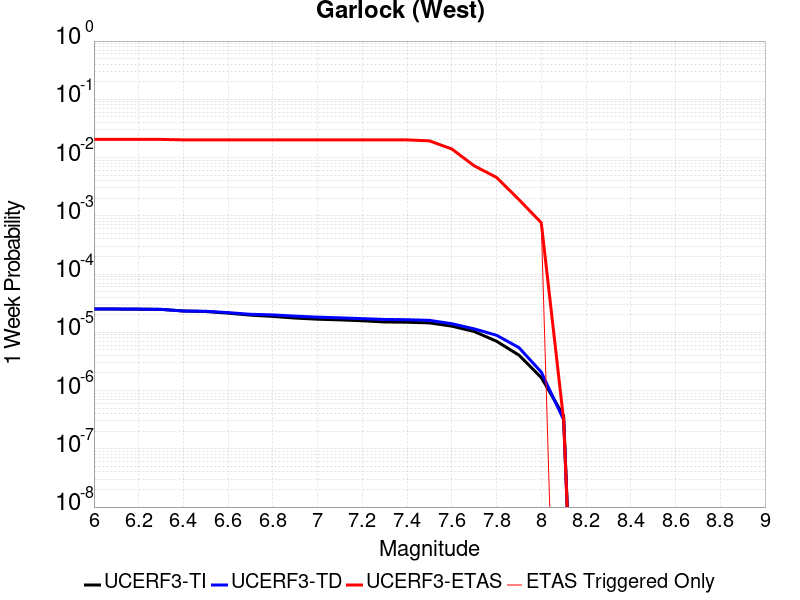 Garlock (West)
10^0
10^-1
10^-2
10^-3
10^-4
10^-5
10^-6
10^-7
10^-8
1 Week Probability
6 6.2 6.4 6.6 6.8 7 7.2 7.4 7.6 7.8 8 8.2 8.4 8.6 8.8 9
Magnitude
UCERF3-TI UCERF3-TD UCERF3-ETAS ETAS Triggered Only